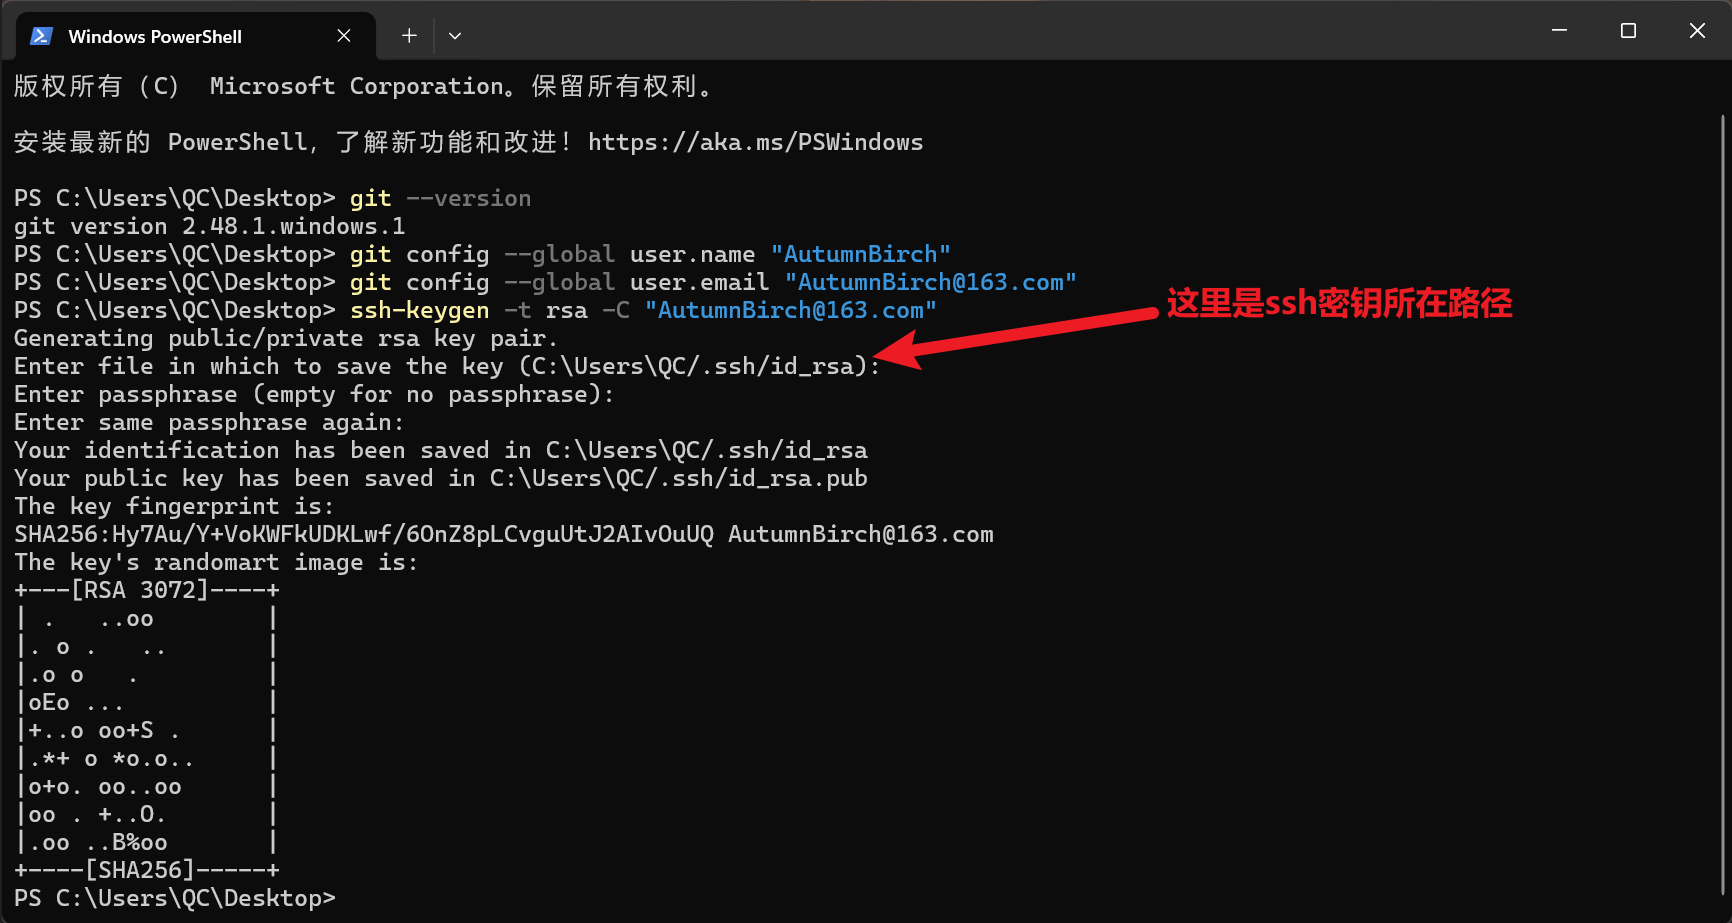 Windows PowerShell
版权所有 (C) Microsoft Corporation。保留所有权利。
安装最新的 PowerShell，了解新功能和改进！https://aka.ms/PSWindows
PS C:\Users\QC\Desktop> git --version
git version 2.48.1.windows.1
PS C:\Users\QC\Desktop> git config --global user.name "AutumnBirch"
PS C:\Users\QC\Desktop> git config --global user.email "AutumnBirch@163.com"
PS C:\Users\QC\Desktop> ssh-keygen -t rsa -C "AutumnBirch@163.com"
这里是ssh密钥所在路径
Generating public/private rsa key pair.
Enter file in which to save the key (C:\Users\QC/.ssh/id_rsa):
Enter passphrase (empty for no passphrase):
Enter same passphrase again:
Your identification has been saved in C:\Users\QC/.ssh/id_rsa
Your public key has been saved in C:\Users\QC/.ssh/id_rsa.pub
The key fingerprint is:
SHA256:Hy7Au/Y+VoKWFkUDKLwf/6OnZ8pLCvguUtJ2AIvOuUQ AutumnBirch@163.com
The key's randomart image is:
+---[RSA 3072]----+
| .   ..oo        |
|. o .   ..       |
|.o o   .         |
|oEo ...          |
|+..o oo+S .      |
|.*+ o *o.o..     |
|o+o. oo..oo      |
|oo . +..O.       |
|.oo ..B%oo       |
+----[SHA256]-----+
PS C:\Users\QC\Desktop>